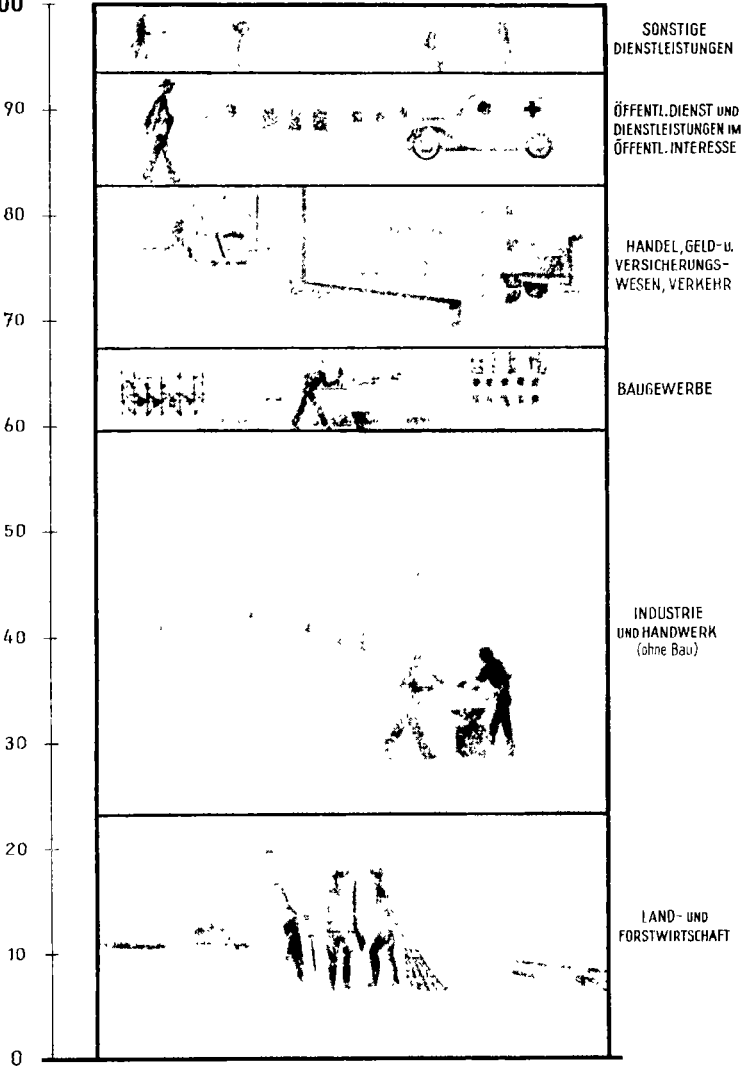 00
SONSTIGE
DIENSTLEISTUNGEN
90
ÖFFENTL.DIENST UND
DIENSTLEISTUNGEN IM
ÖFFENTL. INTERESSE
80
HANDEL, GELD- U.
VERSICHERUNGS-
WESEN, VERKEHR
70
BAUGEWERBE
60
50
INDUSTRIE
UND HANDWERK
(ohne Bau)
40
30
20
LAND- UND
FORSTWIRTSCHAFT
10
0